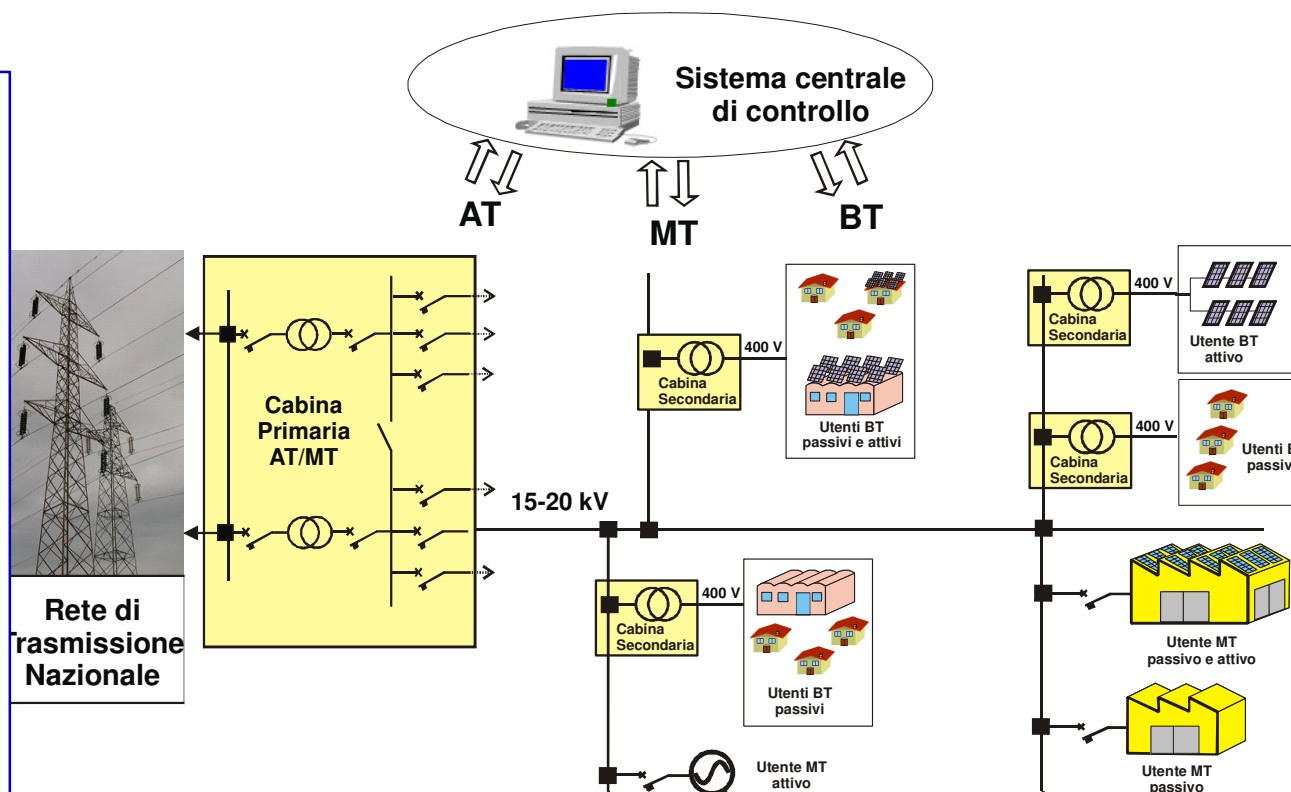 Sistema centrale
di controllo
AT
MT
BT
Rete di
Trasmissione
Nazionale
Cabina
Primaria
AT/MT
15-20 kV
400 V
Cabina
Secondaria
Utenti BT
passivi e attivi
400 V
Cabina
Secondaria
Utenti BT
passivi
Utente MT
attivo
400 V
Cabina
Secondaria
Utente BT
attivo
400 V
Cabina
Secondaria
Utenti
Utente MT
passivo e attivo
Utente MT
passivo